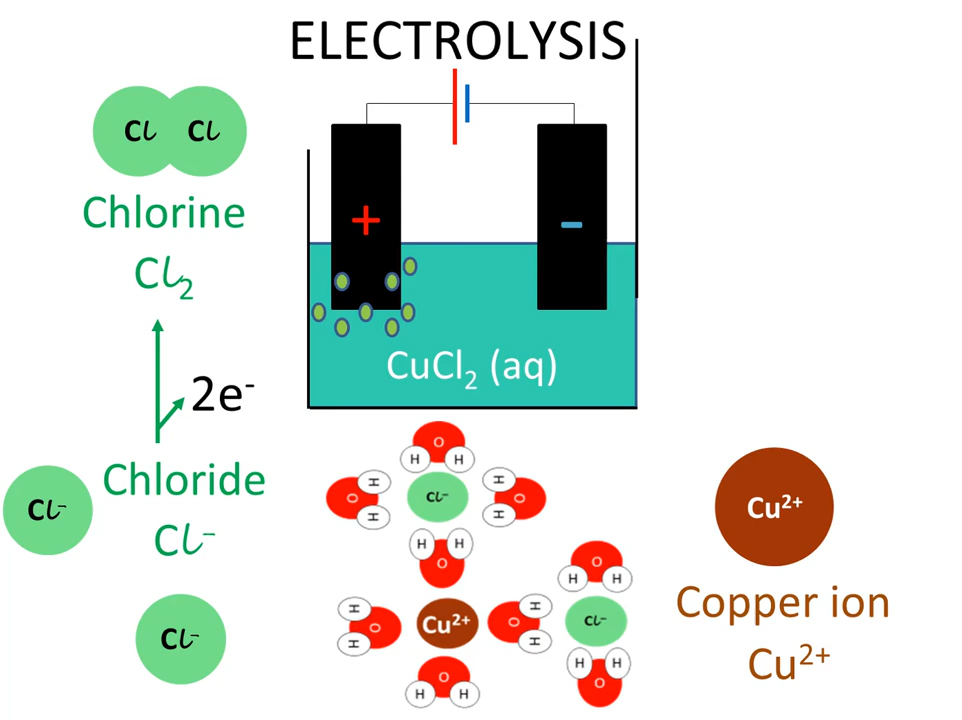 ELECTROLYSIS
Cl Cl
Chlorine
Cl₂
2e⁻
Chloride
Cl⁻
Cl⁻
Cl⁻
+
-
CuCl₂ (aq)
O
H H
O H H
Cl⁻
H H O
H H
O
H H O
Cu²⁺
O H H
O
H H
O
H H
Cl⁻
H H
O
Cu²⁺
Copper ion
Cu²⁺